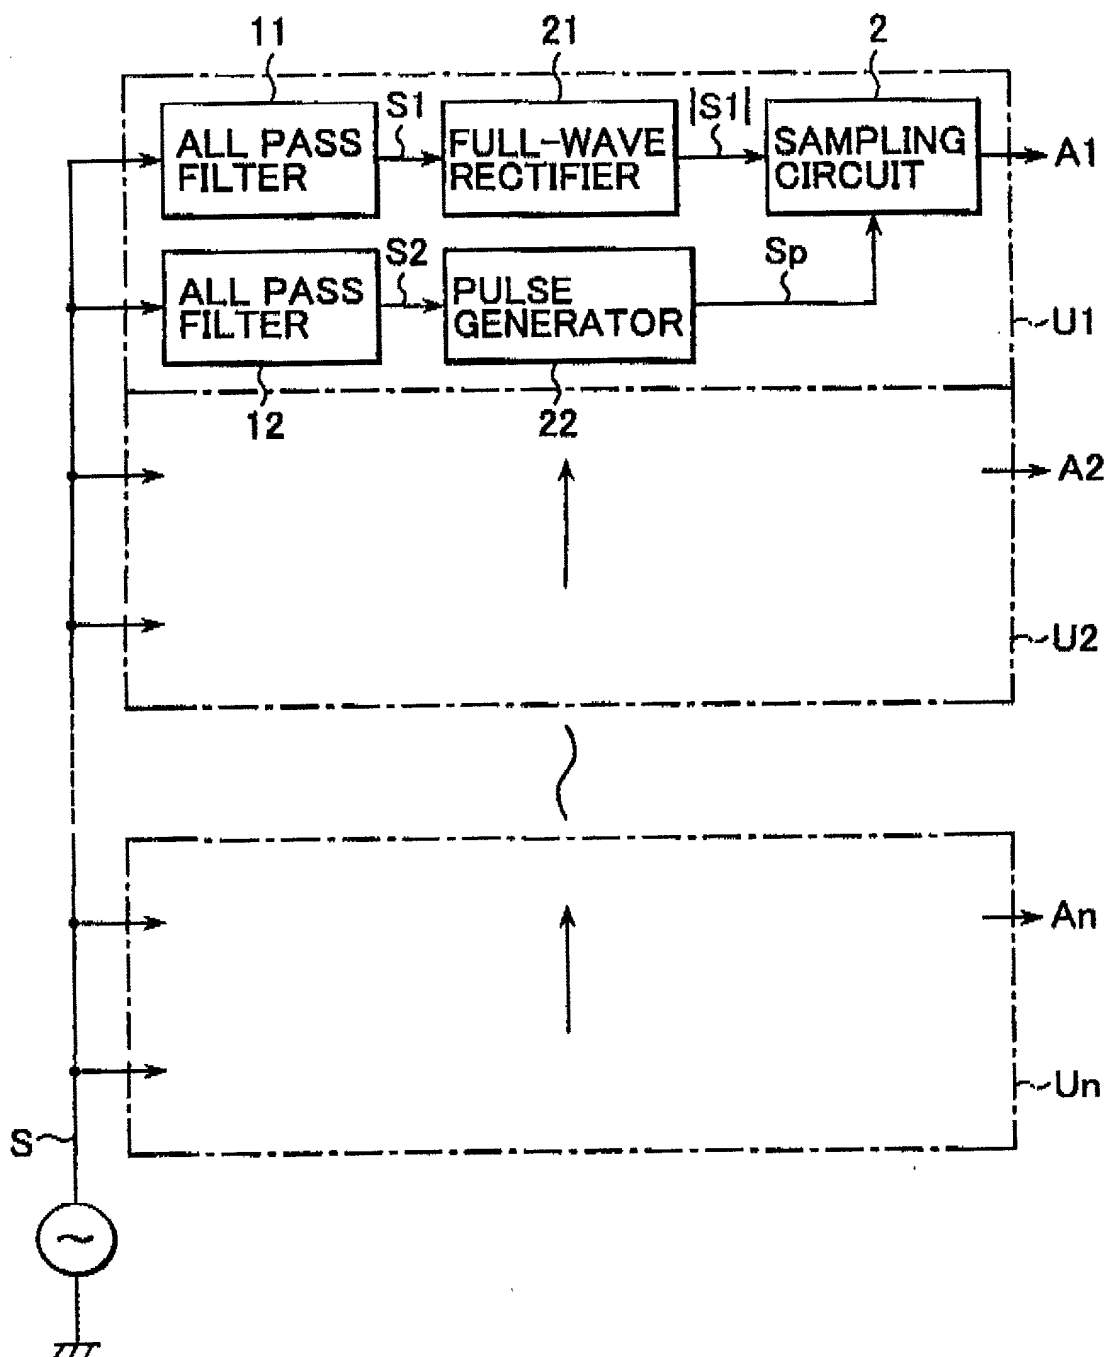 11
21
2
S1
|S1|
ALL PASS
FILTER
FULL-WAVE
RECTIFIER
SAMPLING
CIRCUIT
A1
S2
Sp
ALL PASS
FILTER
PULSE
GENERATOR
U1
12
22
A2
U2
An
Un
S
~